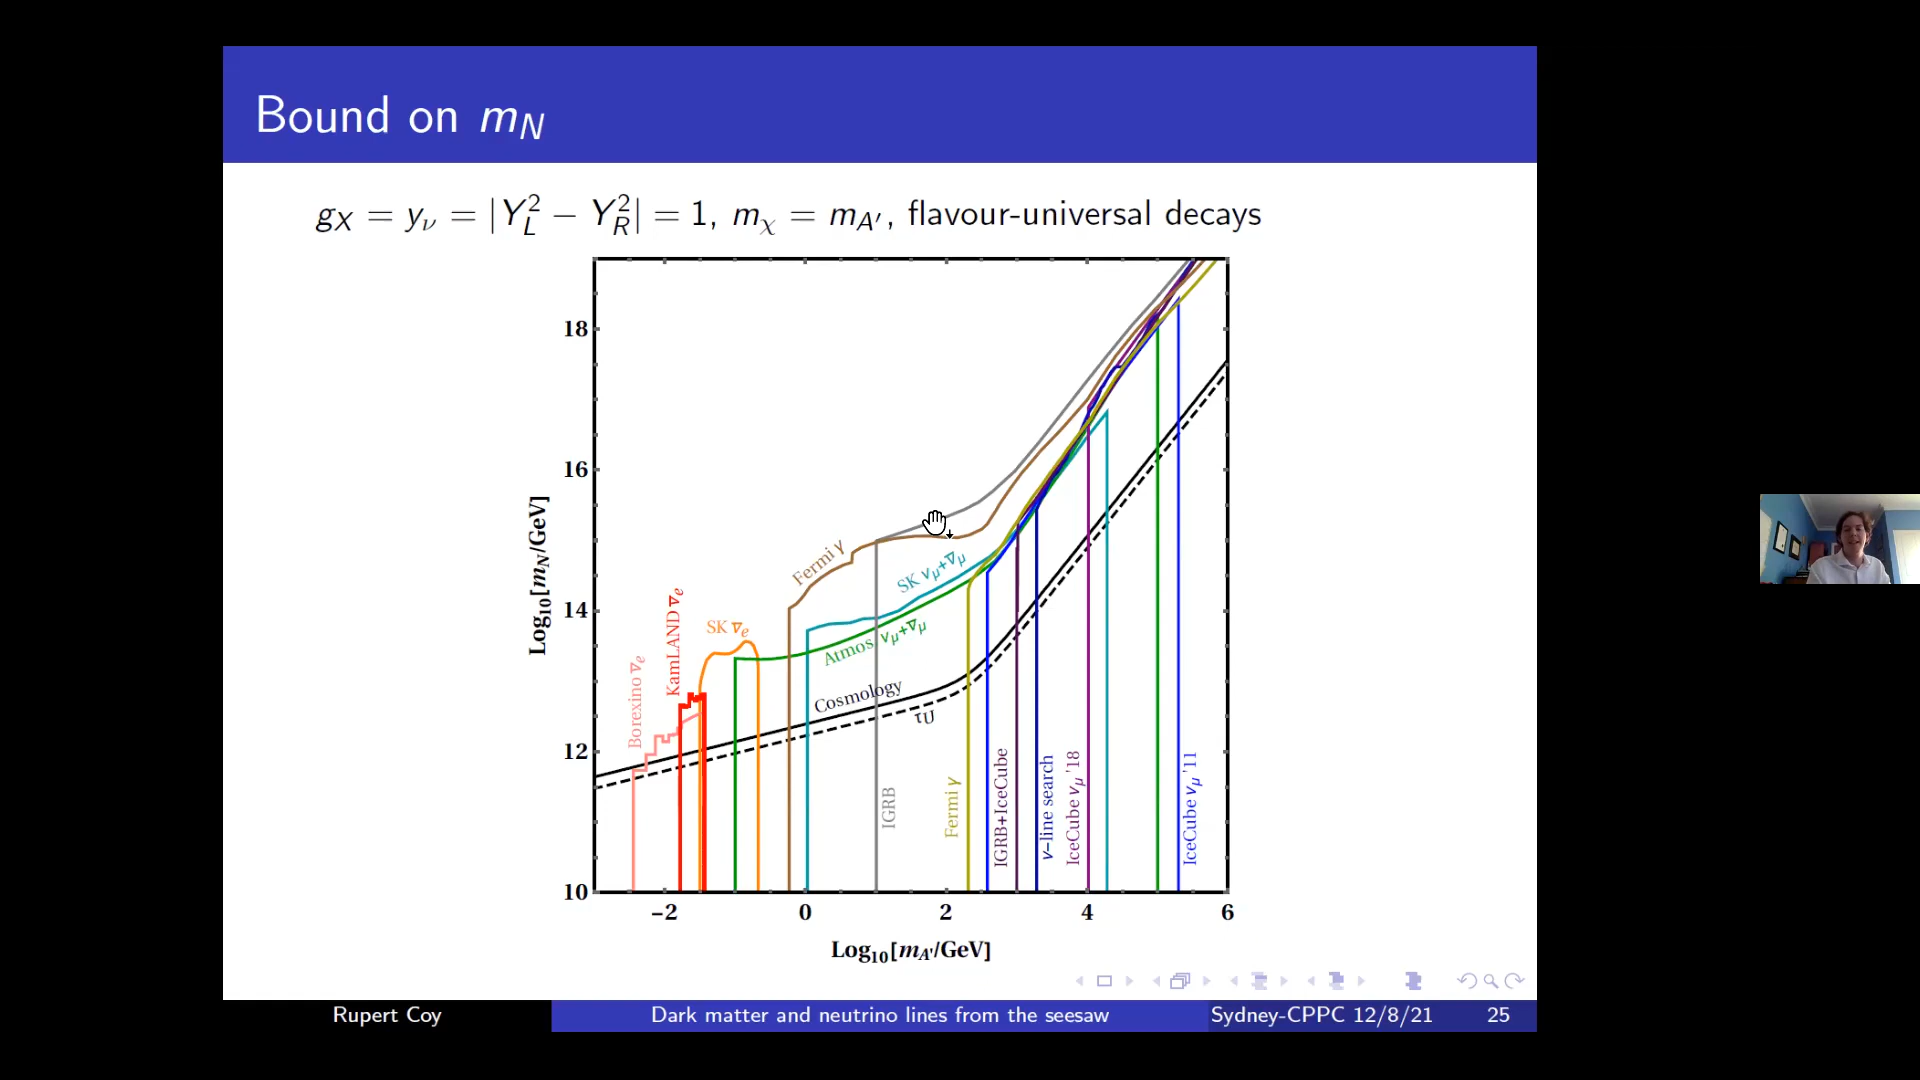 Bound on m_N
g_X = y_ν = |Y_L^2 − Y_R^2| = 1, m_χ = m_A′, flavour-universal decays
18
16
14
12
10
Log10[m_N/GeV]
Borexino ν̄_e
KamLAND ν̄_e
SK ν̄_e
Fermi γ
SK ν_μ+ν̄_μ
Atmos ν_μ+ν̄_μ
Cosmology
τ_U
IGRB
Fermi γ
IGRB+IceCube
ν−line search
IceCube ν_μ '18
IceCube ν_μ '11
−2 0 2 4 6
Log10[m_A′/GeV]
Rupert Coy Dark matter and neutrino lines from the seesaw Sydney-CPPC 12/8/21 25